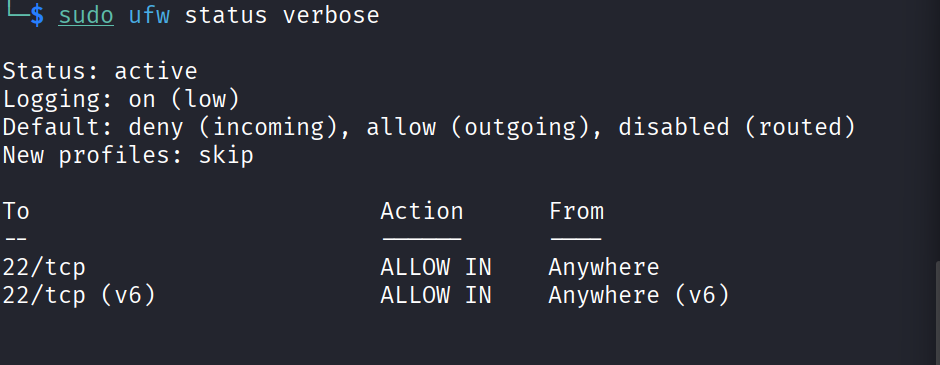 └─$ sudo ufw status verbose
Status: active
Logging: on (low)
Default: deny (incoming), allow (outgoing), disabled (routed)
New profiles: skip
To                         Action      From
--                         ------      ----
22/tcp                     ALLOW IN    Anywhere
22/tcp (v6)                ALLOW IN    Anywhere (v6)